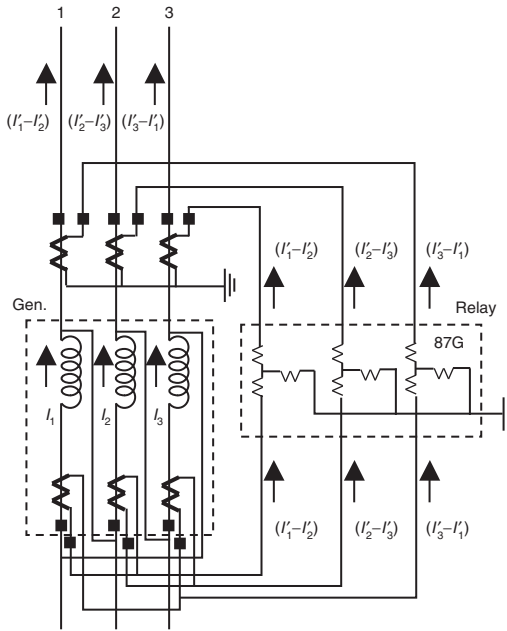 1 2 3
(I′1–I′2) (I′2–I′3) (I′3–I′1)
(I′1–I′2) (I′2–I′3) (I′3–I′1)
Gen. Relay
87G
I1 I2 I3
(I′1–I′2) (I′2–I′3) (I′3–I′1)